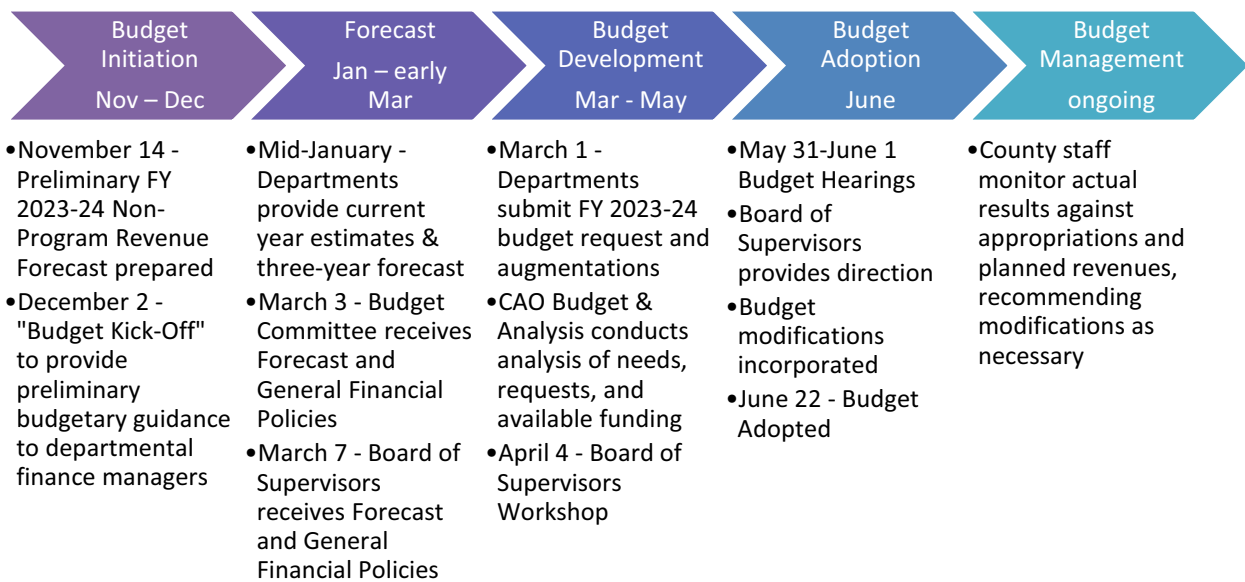 Budget
Initiation
Nov – Dec
•November 14 -
Preliminary FY
2023-24 Non-
Program Revenue
Forecast prepared
•December 2 -
"Budget Kick-Off"
to provide
preliminary
budgetary guidance
to departmental
finance managers
Forecast
Jan – early
Mar
•Mid-January -
Departments
provide current
year estimates &
three-year forecast
•March 3 - Budget
Committee receives
Forecast and
General Financial
Policies
•March 7 - Board of
Supervisors
receives Forecast
and General
Financial Policies
Budget
Development
Mar - May
•March 1 -
Departments
submit FY 2023-24
budget request and
augmentations
•CAO Budget &
Analysis conducts
analysis of needs,
requests, and
available funding
•April 4 - Board of
Supervisors
Workshop
Budget
Adoption
June
•May 31-June 1
Budget Hearings
•Board of
Supervisors
provides direction
•Budget
modifications
incorporated
•June 22 - Budget
Adopted
Budget
Management
ongoing
•County staff
monitor actual
results against
appropriations and
planned revenues,
recommending
modifications as
necessary